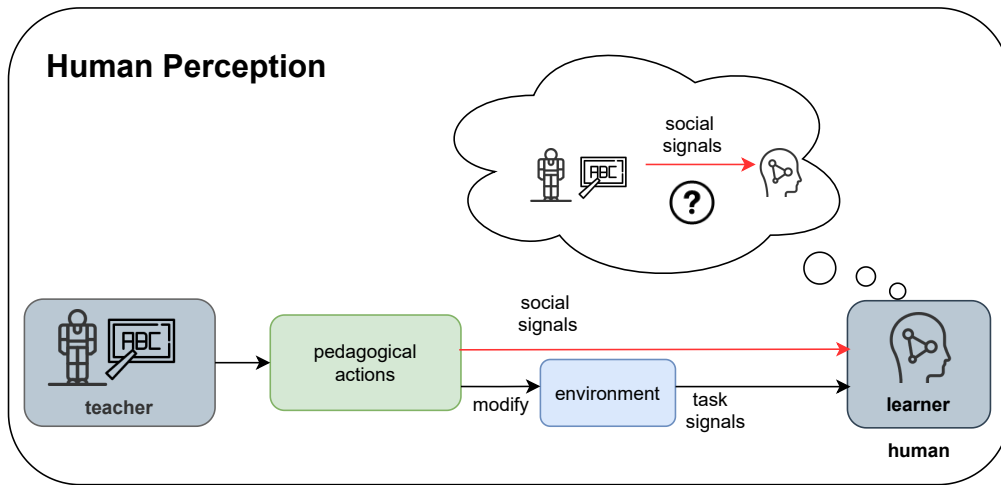 Human Perception
social
signals
ABC
?
social
signals
ABC
teacher
pedagogical
actions
modify
environment
task
signals
learner
human